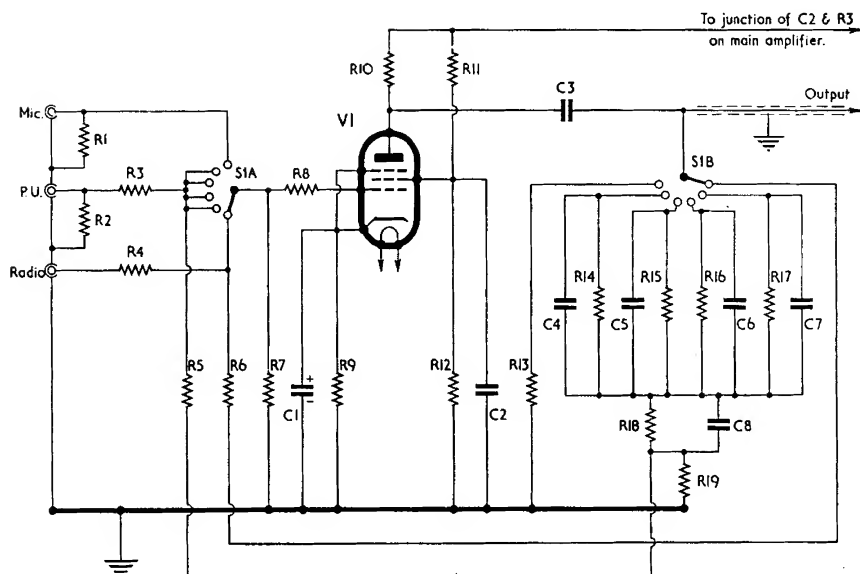 To junction of C2 & R3
on main amplifier.
R10
R11
C3
Output
Mic.
R1
V1
S1A
S1B
P.U.
R3
R8
R2
R4
Radio
R14
R15
R16
R17
C4
C5
C6
C7
R5
R6
R7
+
−
C1
R9
R12
C2
R13
R18
C8
R19